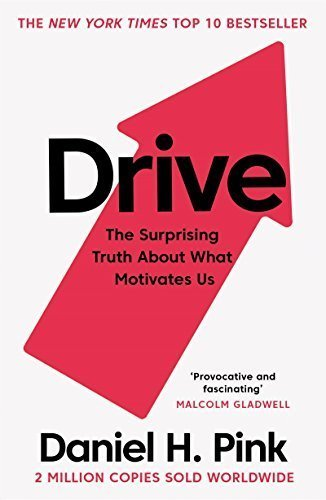 THE NEW YORK TIMES TOP 10 BESTSELLER
Drive
The Surprising
Truth About What
Motivates Us
‘Provocative and
fascinating’
MALCOLM GLADWELL
Daniel H. Pink
2 MILLION COPIES SOLD WORLDWIDE